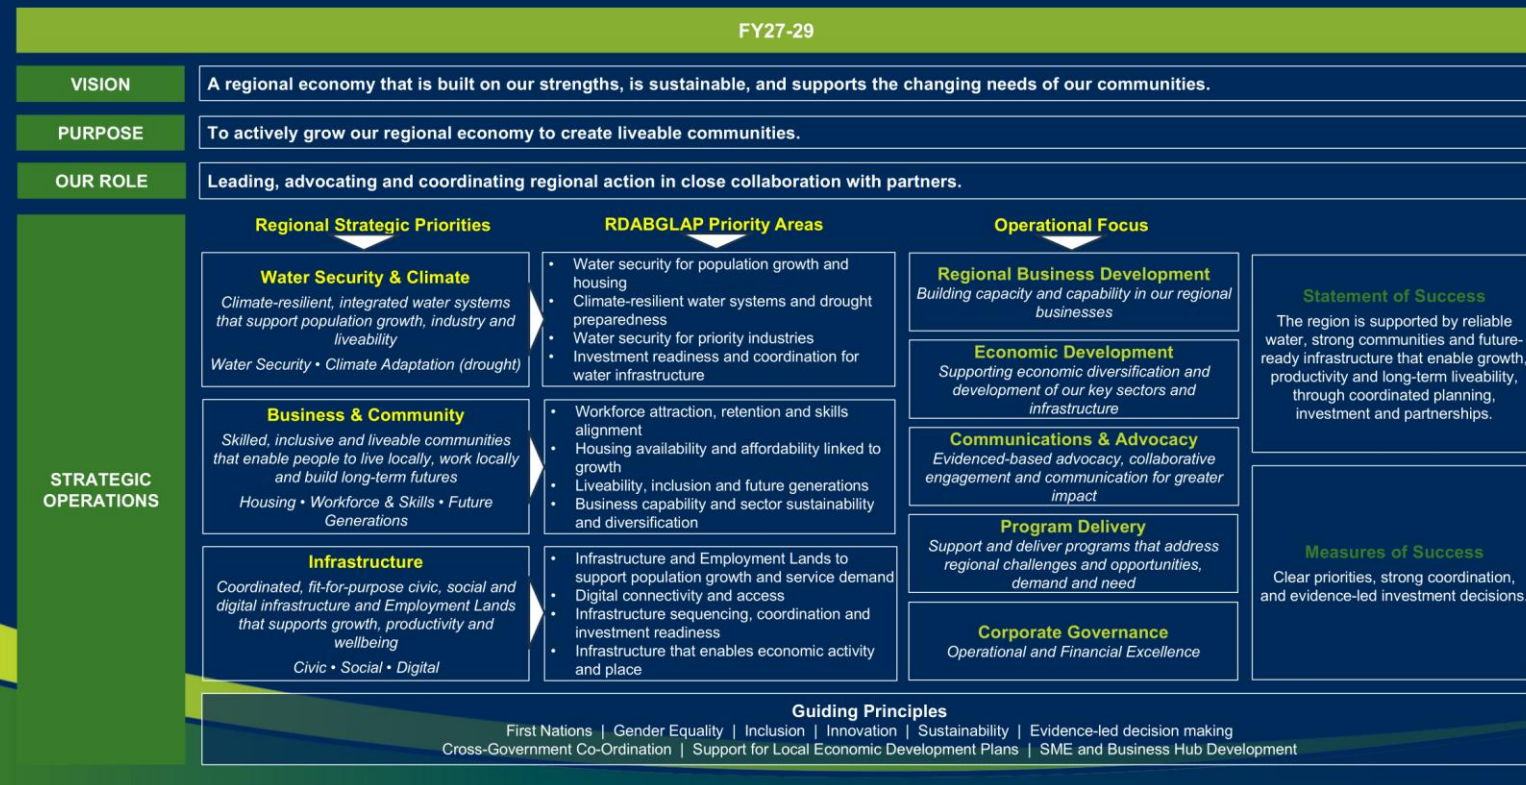 FY27-29
VISION
A regional economy that is built on our strengths, is sustainable, and supports the changing needs of our communities.
PURPOSE
To actively grow our regional economy to create liveable communities.
OUR ROLE
Leading, advocating and coordinating regional action in close collaboration with partners.
STRATEGIC
OPERATIONS
Regional Strategic Priorities
Water Security & Climate
Climate-resilient, integrated water systems
that support population growth, industry and
liveability
Water Security • Climate Adaptation (drought)
Business & Community
Skilled, inclusive and liveable communities
that enable people to live locally, work locally
and build long-term futures
Housing • Workforce & Skills • Future
Generations
Infrastructure
Coordinated, fit-for-purpose civic, social and
digital infrastructure and Employment Lands
that supports growth, productivity and
wellbeing
Civic • Social • Digital
RDABGLAP Priority Areas
• Water security for population growth and
housing
• Climate-resilient water systems and drought
preparedness
• Water security for priority industries
• Investment readiness and coordination for
water infrastructure
• Workforce attraction, retention and skills
alignment
• Housing availability and affordability linked to
growth
• Liveability, inclusion and future generations
• Business capability and sector sustainability
and diversification
• Infrastructure and Employment Lands to
support population growth and service demand
• Digital connectivity and access
• Infrastructure sequencing, coordination and
investment readiness
• Infrastructure that enables economic activity
and place
Operational Focus
Regional Business Development
Building capacity and capability in our regional
businesses
Economic Development
Supporting economic diversification and
development of our key sectors and
infrastructure
Communications & Advocacy
Evidenced-based advocacy, collaborative
engagement and communication for greater
impact
Program Delivery
Support and deliver programs that address
regional challenges and opportunities,
demand and need
Corporate Governance
Operational and Financial Excellence
Statement of Success
The region is supported by reliable
water, strong communities and future-
ready infrastructure that enable growth,
productivity and long-term liveability,
through coordinated planning,
investment and partnerships.
Measures of Success
Clear priorities, strong coordination,
and evidence-led investment decisions.
Guiding Principles
First Nations | Gender Equality | Inclusion | Innovation | Sustainability | Evidence-led decision making
Cross-Government Co-Ordination | Support for Local Economic Development Plans | SME and Business Hub Development